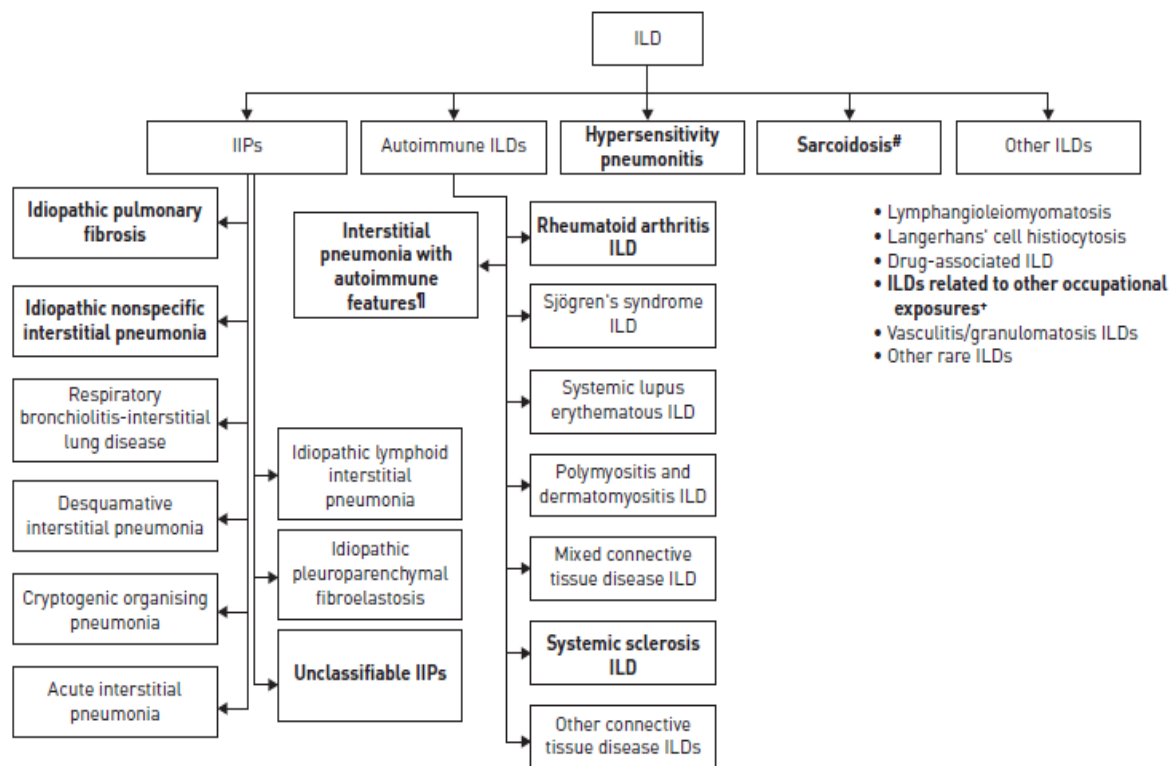 ILD
IIPs
Autoimmune ILDs
Hypersensitivity
pneumonitis
Sarcoidosis#
Other ILDs
Idiopathic pulmonary
fibrosis
Idiopathic nonspecific
interstitial pneumonia
Respiratory
bronchiolitis-interstitial
lung disease
Desquamative
interstitial pneumonia
Cryptogenic organising
pneumonia
Acute interstitial
pneumonia
Idiopathic lymphoid
interstitial
pneumonia
Idiopathic
pleuroparenchymal
fibroelastosis
Unclassifiable IIPs
Interstitial
pneumonia with
autoimmune
features¶
Rheumatoid arthritis
ILD
Sjögren's syndrome
ILD
Systemic lupus
erythematous ILD
Polymyositis and
dermatomyositis ILD
Mixed connective
tissue disease ILD
Systemic sclerosis
ILD
Other connective
tissue disease ILDs
• Lymphangioleiomyomatosis
• Langerhans' cell histiocytosis
• Drug-associated ILD
• ILDs related to other occupational
exposures+
• Vasculitis/granulomatosis ILDs
• Other rare ILDs